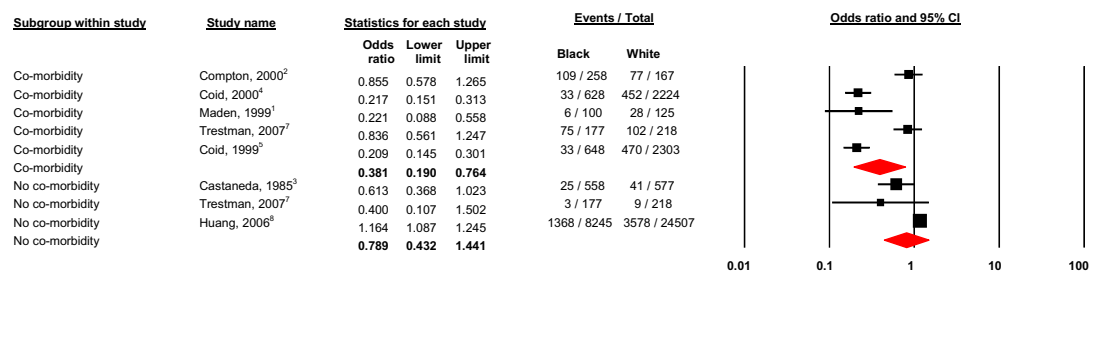 Subgroup within study Study name Statistics for each study Events / Total Odds ratio and 95% CI
Odds ratio Lower limit Upper limit Black White
Co-morbidity Compton, 2000² 0.855 0.578 1.265 109 / 258 77 / 167
Co-morbidity Coid, 2000⁴ 0.217 0.151 0.313 33 / 628 452 / 2224
Co-morbidity Maden, 1999¹ 0.221 0.088 0.558 6 / 100 28 / 125
Co-morbidity Trestman, 2007⁷ 0.836 0.561 1.247 75 / 177 102 / 218
Co-morbidity Coid, 1999⁵ 0.209 0.145 0.301 33 / 648 470 / 2303
Co-morbidity 0.381 0.190 0.764
No co-morbidity Castaneda, 1985³ 0.613 0.368 1.023 25 / 558 41 / 577
No co-morbidity Trestman, 2007⁷ 0.400 0.107 1.502 3 / 177 9 / 218
No co-morbidity Huang, 2006⁸ 1.164 1.087 1.245 1368 / 8245 3578 / 24507
No co-morbidity 0.789 0.432 1.441
0.01 0.1 1 10 100